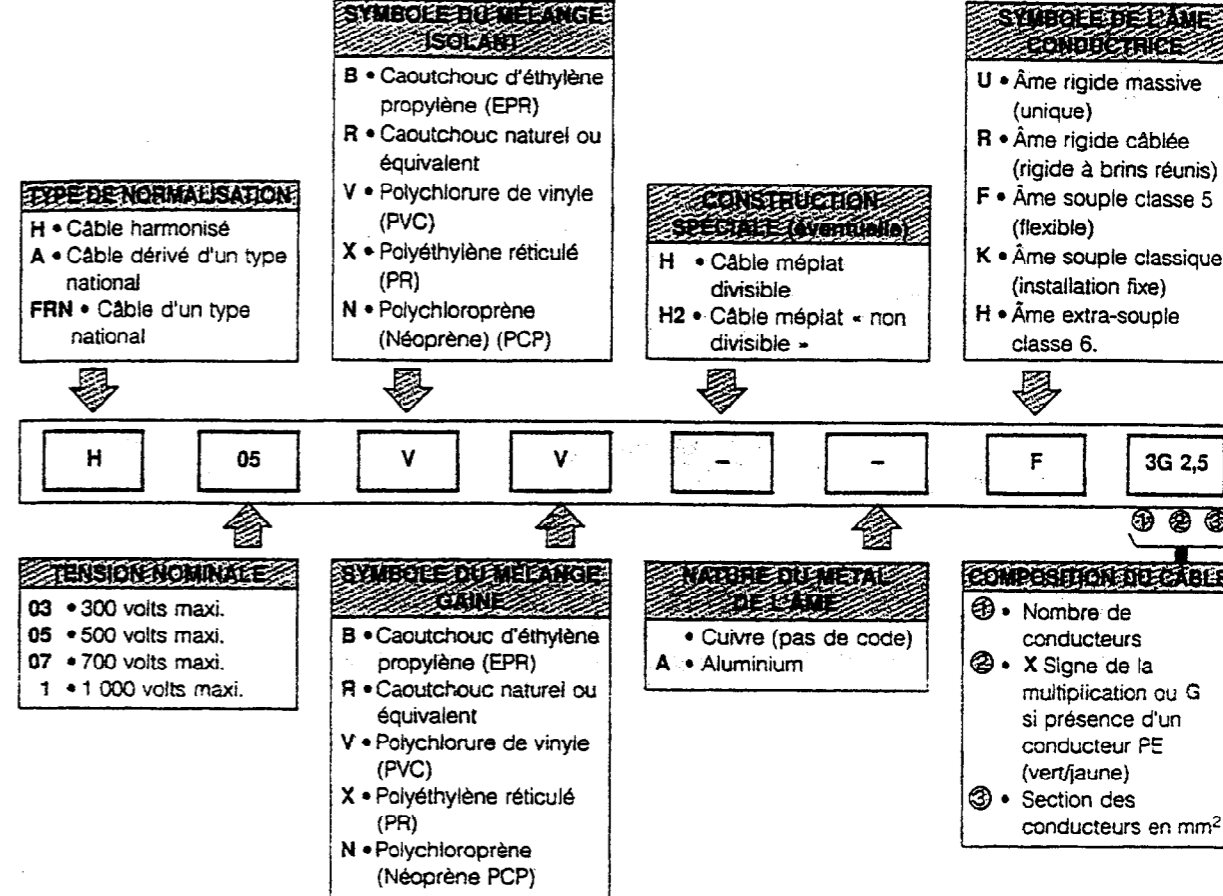 SYMBOLE DU MÉLANGE
ISOLANT
B • Caoutchouc d'éthylène
propylène (EPR)
R • Caoutchouc naturel ou
équivalent
V • Polychlorure de vinyle
(PVC)
X • Polyéthylène réticulé
(PR)
N • Polychloroprène
(Néoprène) (PCP)
SYMBOLE DE L'ÂME
CONDUCTRICE
U • Âme rigide massive
(unique)
R • Âme rigide câblée
(rigide à brins réunis)
F • Âme souple classe 5
(flexible)
K • Âme souple classique
(installation fixe)
H • Âme extra-souple
classe 6.
TYPE DE NORMALISATION
H • Câble harmonisé
A • Câble dérivé d'un type
national
FRN • Câble d'un type
national
CONSTRUCTION
SPÉCIALE (éventuelle)
H • Câble méplat
divisible
H2 • Câble méplat « non
divisible »
H 05 V V – – F 3G 2,5
① ② ③
TENSION NOMINALE
03 • 300 volts maxi.
05 • 500 volts maxi.
07 • 700 volts maxi.
1 • 1 000 volts maxi.
SYMBOLE DU MÉLANGE
GAINE
B • Caoutchouc d'éthylène
propylène (EPR)
R • Caoutchouc naturel ou
équivalent
V • Polychlorure de vinyle
(PVC)
X • Polyéthylène réticulé
(PR)
N • Polychloroprène
(Néoprène PCP)
NATURE DU MÉTAL
DE L'ÂME
• Cuivre (pas de code)
A • Aluminium
COMPOSITION DU CÂBLE
① • Nombre de
conducteurs
② • X Signe de la
multiplication ou G
si présence d'un
conducteur PE
(vert/jaune)
③ • Section des
conducteurs en mm²